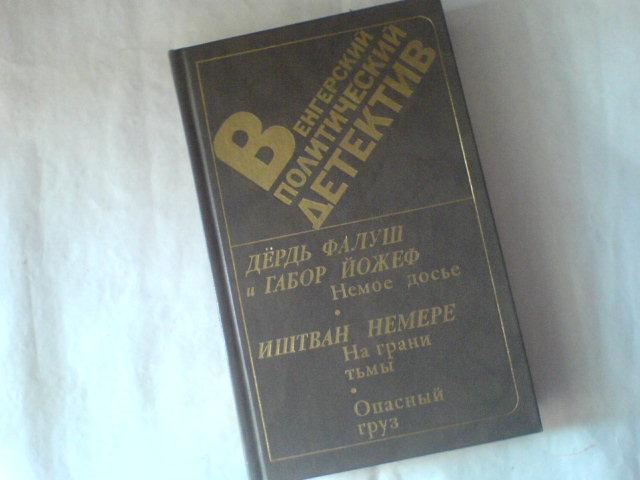 ВЕНГЕРСКИЙ
ПОЛИТИЧЕСКИЙ
ДЕТЕКТИВ
ДЁРДЬ ФАЛУШ
и ГАБОР ЙОЖЕФ
Немое досье
•
ИШТВАН НЕМЕРЕ
На грани
тьмы
•
Опасный
груз